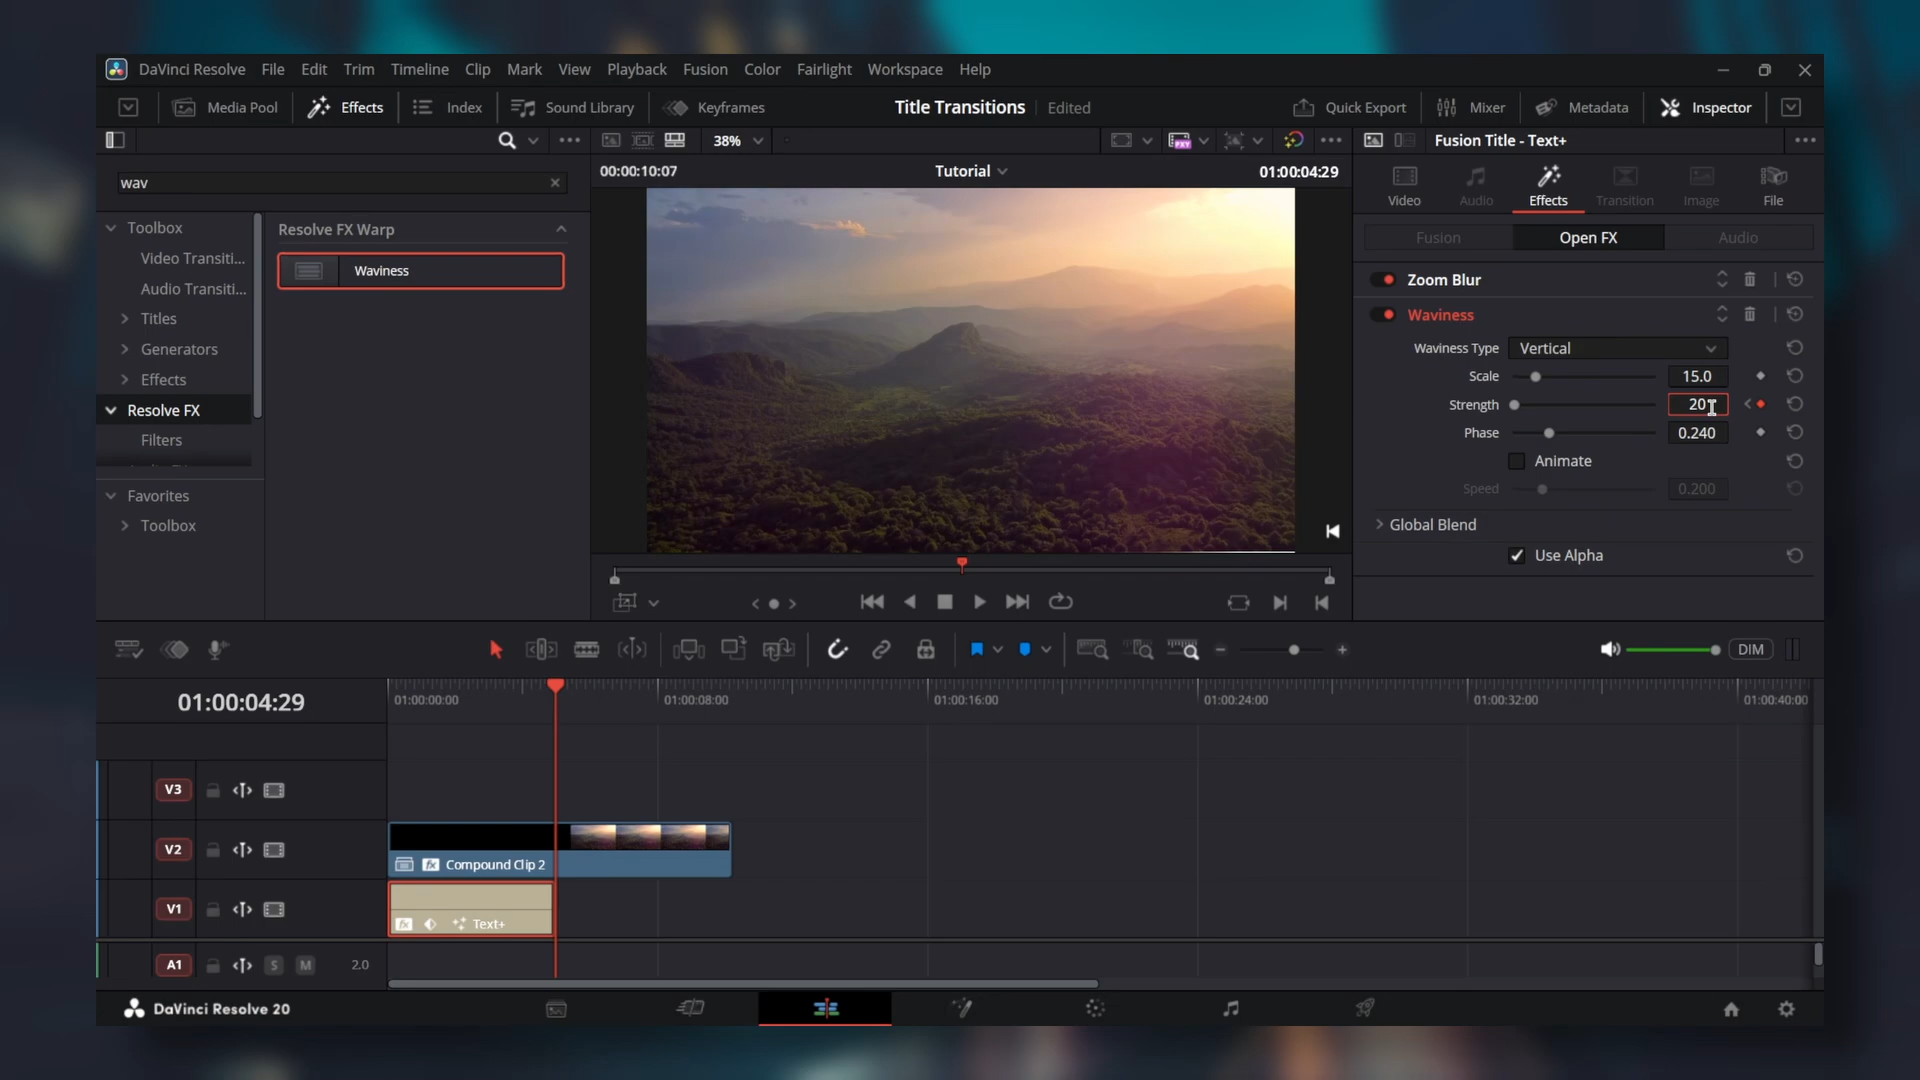 DaVinci Resolve File Edit Trim Timeline Clip Mark View Playback Fusion Color Fairlight Workspace Help
Media Pool Effects Index Sound Library Keyframes Title Transitions Edited Quick Export Mixer Metadata Inspector
38% PXY Fusion Title - Text+
00:00:10:07 Tutorial 01:00:04:29
wav
Video Audio Effects Transition Image File
Toolbox
Video Transiti...
Audio Transiti...
Titles
Generators
Effects
Resolve FX
Filters
Favorites
Toolbox
Resolve FX Warp
Waviness
Fusion Open FX Audio
Zoom Blur
Waviness
Waviness Type Vertical
Scale 15.0
Strength 20
Phase 0.240
Animate
Speed 0.200
Global Blend
Use Alpha
DIM
01:00:04:29
01:00:00:00 01:00:08:00 01:00:16:00 01:00:24:00 01:00:32:00 01:00:40:00
V3
V2 fx Compound Clip 2
V1 fx Text+
A1 S M 2.0
DaVinci Resolve 20